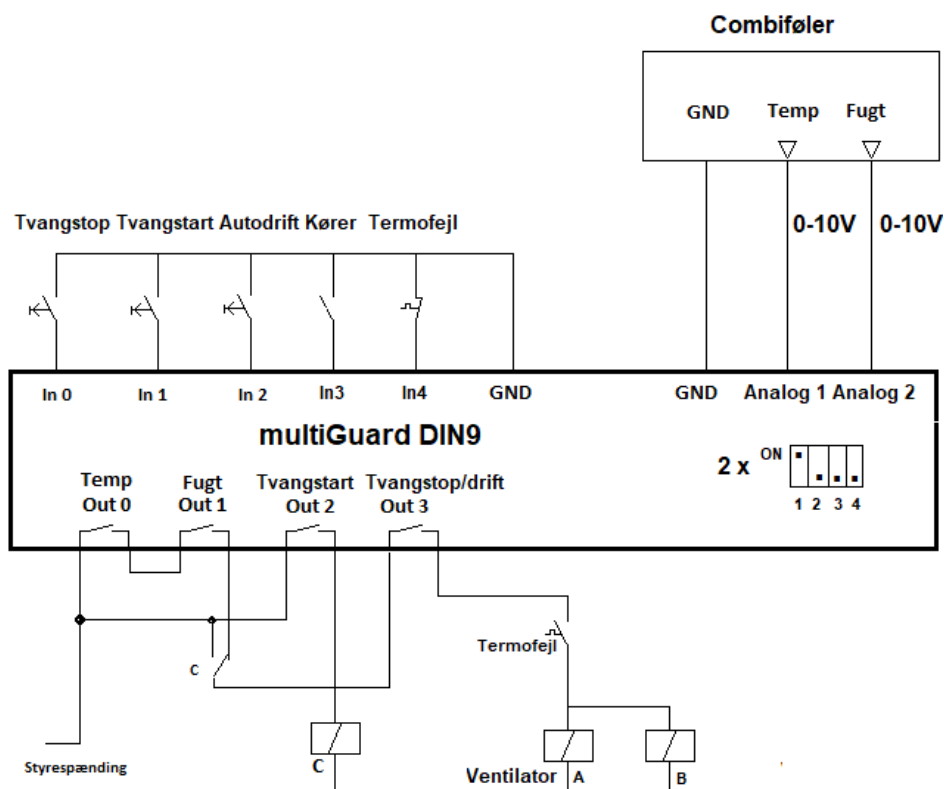 Combiføler
GND Temp Fugt
0-10V 0-10V
Tvangstop Tvangstart Autodrift Kører Termofejl
In 0 In 1 In 2 In3 In4 GND GND Analog 1 Analog 2
multiGuard DIN9
2 x ON
1 2 3 4
Temp Out 0
Fugt Out 1
Tvangstart Out 2
Tvangstop/drift Out 3
Termofejl
C
Styrespænding
C
Ventilator A B